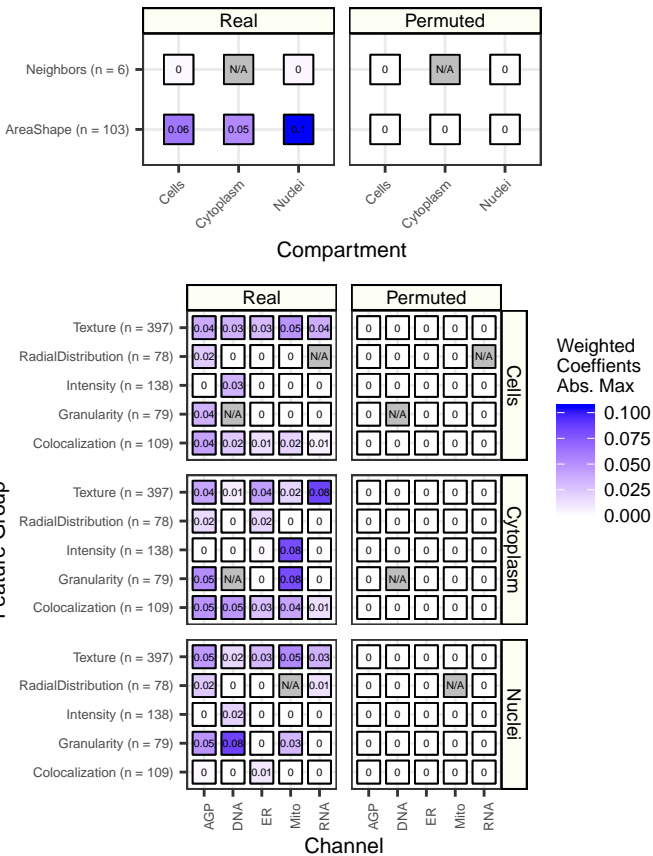 Real Permuted
Neighbors (n = 6) 0 N/A 0 0 N/A 0
AreaShape (n = 103) 0.06 0.05 0.1 0 0 0
Cells Cytoplasm Nuclei Cells Cytoplasm Nuclei
Compartment
Real Permuted
Texture (n = 397) 0.04 0.03 0.03 0.05 0.04 0 0 0 0 0
RadialDistribution (n = 78) 0.02 0 0 0 N/A 0 0 0 0 N/A
Intensity (n = 138) 0 0.03 0 0 0 0 0 0 0 0
Granularity (n = 79) 0.04 N/A 0 0 0 0 N/A 0 0 0
Colocalization (n = 109) 0.04 0.02 0.01 0.02 0.01 0 0 0 0 0
Cells
Texture (n = 397) 0.04 0.01 0.04 0.02 0.08 0 0 0 0 0
RadialDistribution (n = 78) 0.02 0 0.02 0 0 0 0 0 0 0
Intensity (n = 138) 0 0 0 0.08 0 0 0 0 0 0
Granularity (n = 79) 0.05 N/A 0 0.08 0 0 N/A 0 0 0
Colocalization (n = 109) 0.05 0.05 0.03 0.04 0.01 0 0 0 0 0
Cytoplasm
Texture (n = 397) 0.05 0.02 0.03 0.05 0.03 0 0 0 0 0
RadialDistribution (n = 78) 0.02 0 0 N/A 0.01 0 0 0 N/A 0
Intensity (n = 138) 0 0.02 0 0 0 0 0 0 0 0
Granularity (n = 79) 0.05 0.08 0 0.03 0 0 0 0 0 0
Colocalization (n = 109) 0 0 0.01 0 0 0 0 0 0 0
Nuclei
AGP DNA ER Mito RNA AGP DNA ER Mito RNA
Channel
Feature Group
Weighted
Coeffients
Abs. Max
0.100
0.075
0.050
0.025
0.000